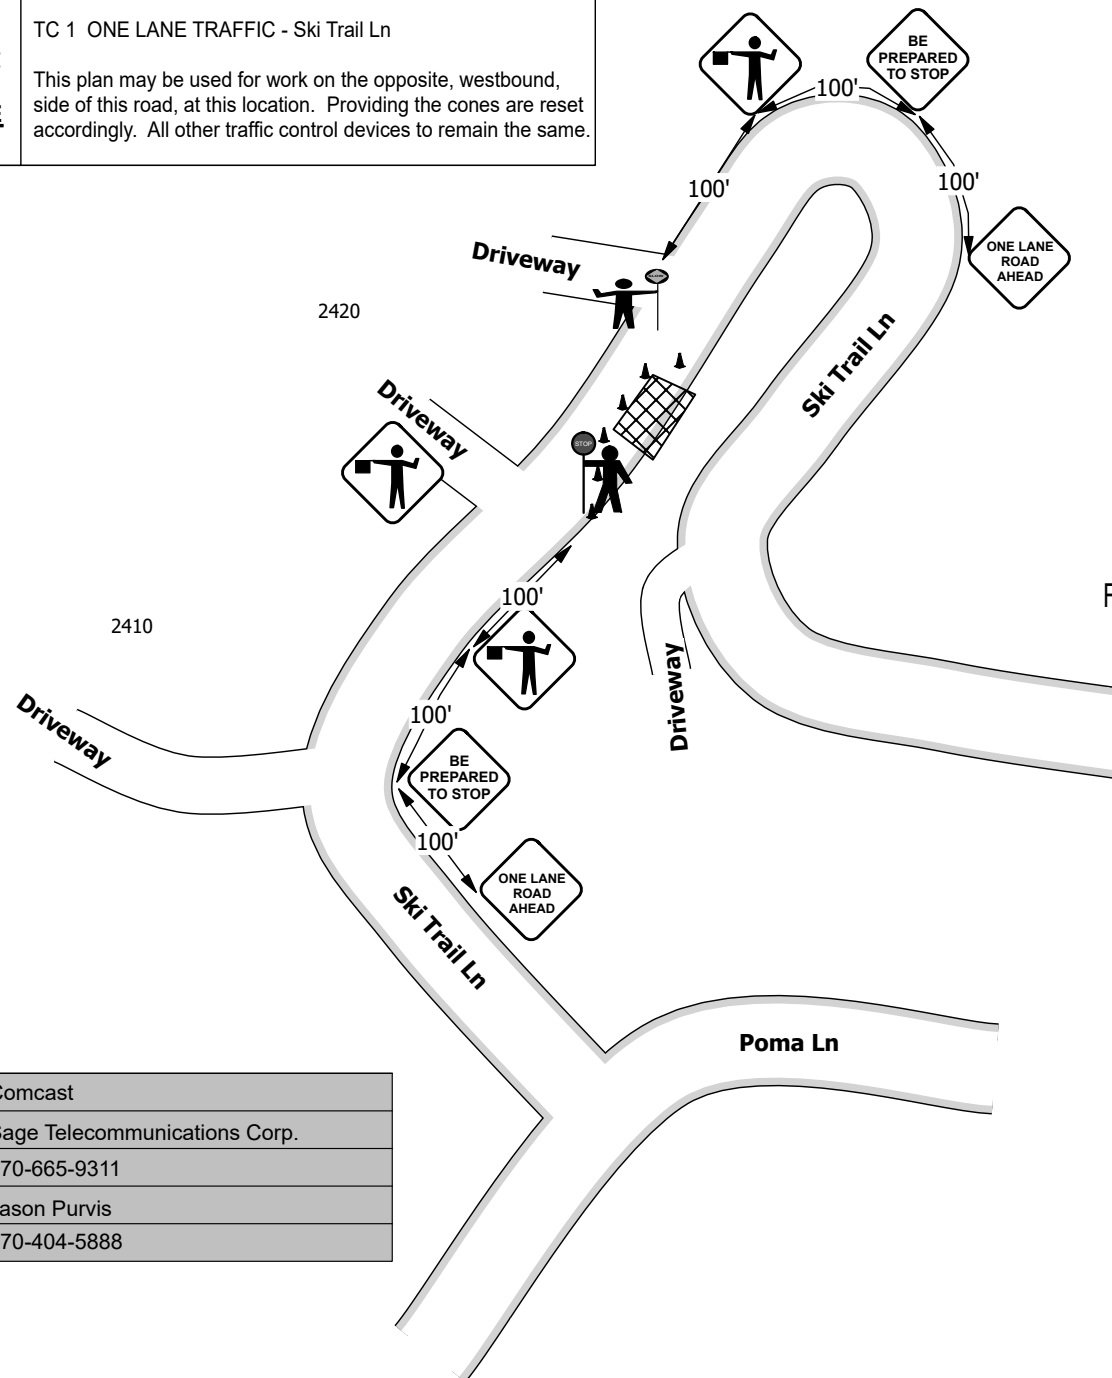 TC 1 ONE LANE TRAFFIC - Ski Trail Ln
This plan may be used for work on the opposite, westbound,
side of this road, at this location. Providing the cones are reset
accordingly. All other traffic control devices to remain the same.
BE
PREPARED
TO STOP
100'
100'
100'
ONE LANE
ROAD
AHEAD
Driveway
2420
Ski Trail Ln
Driveway
STOP
100'
2410
Driveway
Driveway
100'
BE
PREPARED
TO STOP
100'
ONE LANE
ROAD
AHEAD
Ski Trail Ln
Poma Ln
Comcast
Sage Telecommunications Corp.
70-665-9311
ason Purvis
70-404-5888